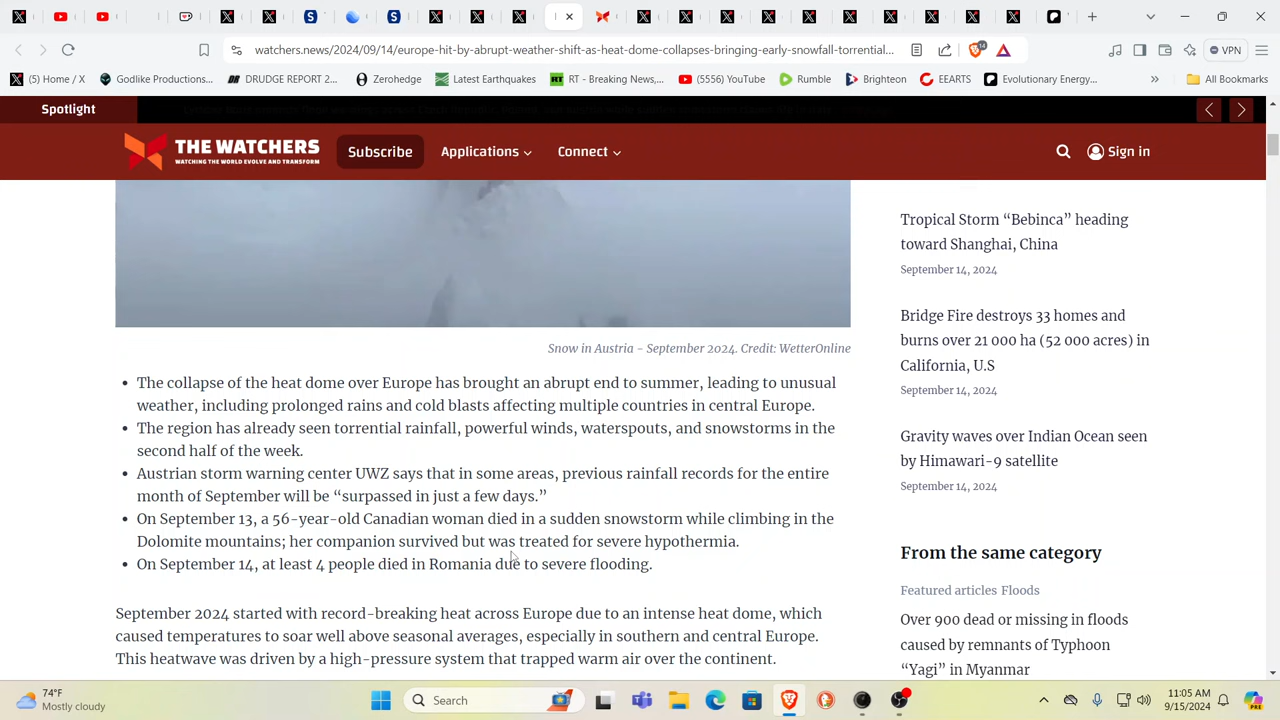 watchers.news/2024/09/14/europe-hit-by-abrupt-weather-shift-as-heat-dome-collapses-bringing-early-snowfall-torrential...
14
VPN
(5) Home / X
Godlike Productions...
DRUDGE REPORT 2...
Zerohedge
Latest Earthquakes
RT - Breaking News,...
(5555) YouTube
Rumble
Brighteon
EEARTS
Evolutionary Energy...
All Bookmarks
Spotlight
THE WATCHERS
WATCHING THE WORLD EVOLVE AND TRANSFORM
Subscribe
Applications
Connect
Sign in
Snow in Austria - September 2024. Credit: WetterOnline
• The collapse of the heat dome over Europe has brought an abrupt end to summer, leading to unusual
weather, including prolonged rains and cold blasts affecting multiple countries in central Europe.
• The region has already seen torrential rainfall, powerful winds, waterspouts, and snowstorms in the
second half of the week.
• Austrian storm warning center UWZ says that in some areas, previous rainfall records for the entire
month of September will be “surpassed in just a few days.”
• On September 13, a 56-year-old Canadian woman died in a sudden snowstorm while climbing in the
Dolomite mountains; her companion survived but was treated for severe hypothermia.
• On September 14, at least 4 people died in Romania due to severe flooding.
September 2024 started with record-breaking heat across Europe due to an intense heat dome, which
caused temperatures to soar well above seasonal averages, especially in southern and central Europe.
This heatwave was driven by a high-pressure system that trapped warm air over the continent.
Tropical Storm “Bebinca” heading
toward Shanghai, China
September 14, 2024
Bridge Fire destroys 33 homes and
burns over 21 000 ha (52 000 acres) in
California, U.S
September 14, 2024
Gravity waves over Indian Ocean seen
by Himawari-9 satellite
September 14, 2024
From the same category
Featured articles Floods
Over 900 dead or missing in floods
caused by remnants of Typhoon
“Yagi” in Myanmar
74°F
Mostly cloudy
Search
11:05 AM
9/15/2024